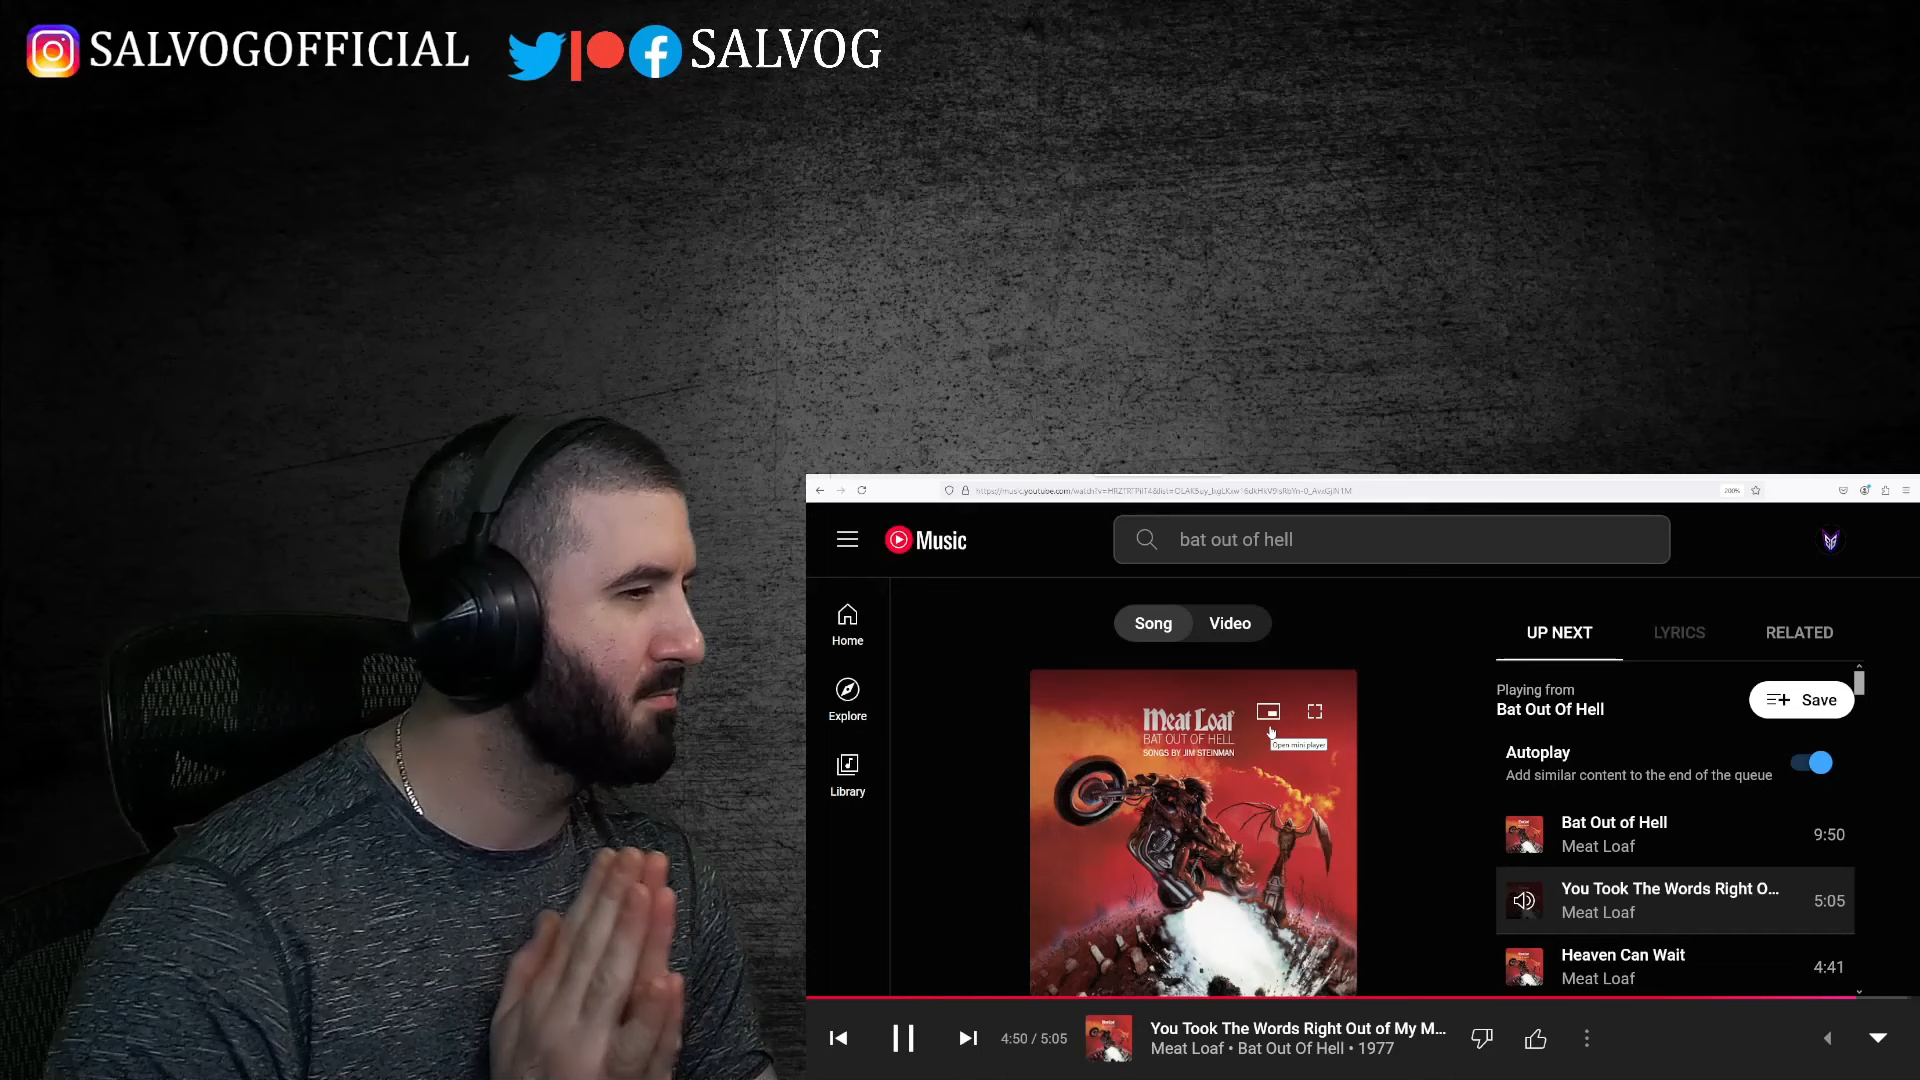 SALVOGOFFICIAL SALVOG
200%
Music
bat out of hell
Home
Explore
Library
Song Video
UP NEXT LYRICS RELATED
Playing from
Bat Out Of Hell
Save
Autoplay
Add similar content to the end of the queue
Meat Loaf
BAT OUT OF HELL
SONGS BY JIM STEINMAN
Open mini player
Bat Out of Hell
Meat Loaf
9:50
You Took The Words Right O...
Meat Loaf
5:05
Heaven Can Wait
Meat Loaf
4:41
4:50 / 5:05
You Took The Words Right Out of My M...
Meat Loaf • Bat Out Of Hell • 1977